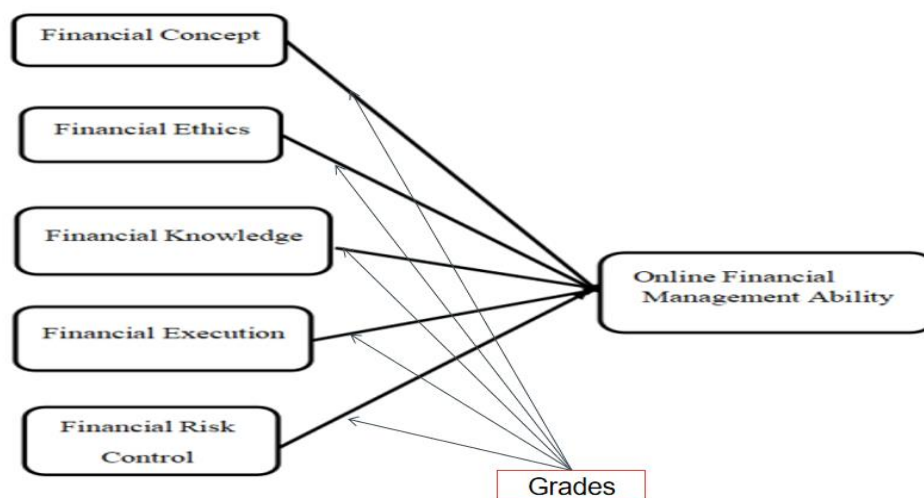 Financial Concept
Financial Ethics
Financial Knowledge
Financial Execution
Financial Risk
Control
Online Financial
Management Ability
Grades